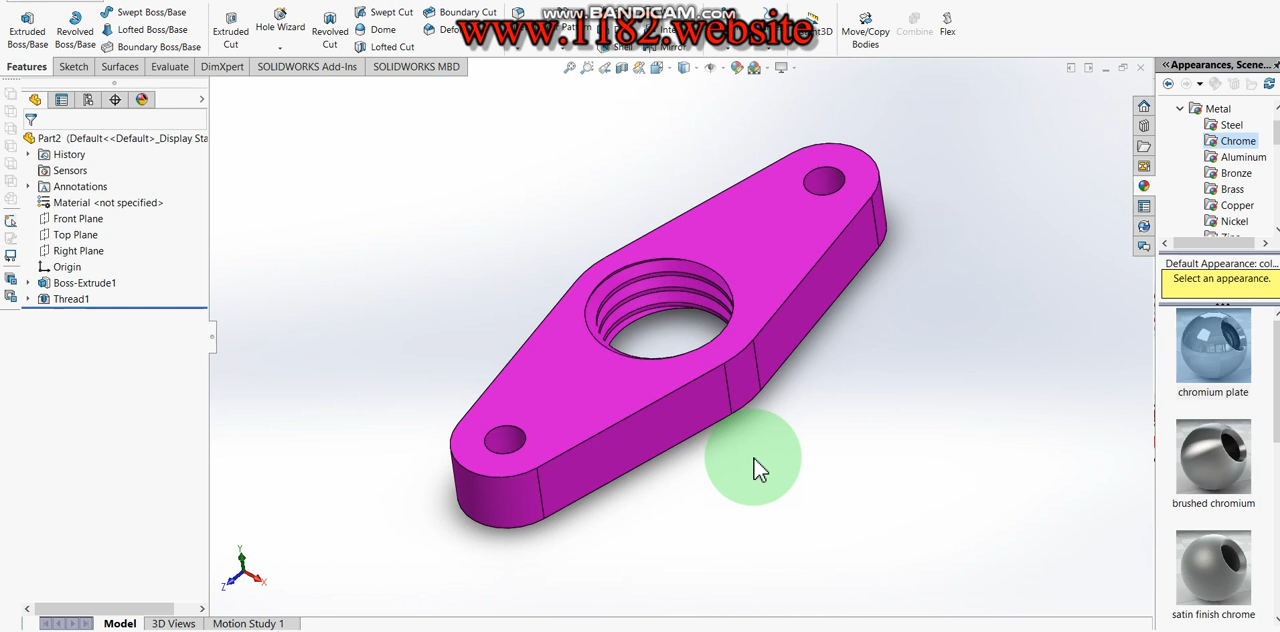 www.BANDICAM.com
www.1182.website
Extruded Boss/Base
Revolved Boss/Base
Swept Boss/Base
Lofted Boss/Base
Boundary Boss/Base
Extruded Cut
Hole Wizard
Revolved Cut
Swept Cut
Dome
Lofted Cut
Boundary Cut
Shell
Mirror
Move/Copy Bodies
Combine
Flex
Features
Sketch
Surfaces
Evaluate
DimXpert
SOLIDWORKS Add-Ins
SOLIDWORKS MBD
Part2 (Default<<Default>_Display Sta
History
Sensors
Annotations
Material <not specified>
Front Plane
Top Plane
Right Plane
Origin
Boss-Extrude1
Thread1
Y
Z
X
Model
3D Views
Motion Study 1
Appearances, Scene...
Metal
Steel
Chrome
Aluminum
Bronze
Brass
Copper
Nickel
Default Appearance: col...
Select an appearance.
chromium plate
brushed chromium
satin finish chrome